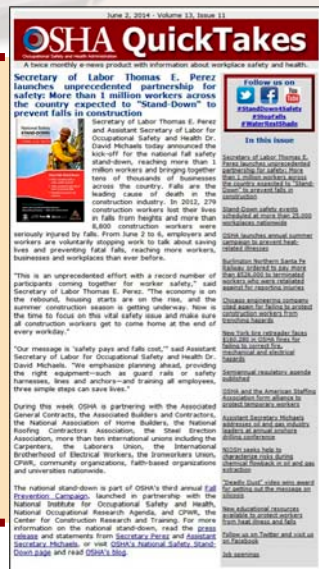 June 2, 2014 - Volume 13, Issue 11
OSHA QuickTakes
Occupational Safety and Health Administration
A twice monthly e-news product with information about workplace safety and health.
Secretary of Labor Thomas E. Perez
launches unprecedented partnership for
safety: More than 1 million workers across
the country expected to "Stand-Down" to
prevent falls in construction
Secretary of Labor Thomas E. Perez
and Assistant Secretary of Labor for
Occupational Safety and Health Dr.
David Michaels today announced the
kick-off for the national fall safety
stand-down, reaching more than 1
million workers and bringing together
tens of thousands of businesses
across the country. Falls are the
leading cause of death in the
construction industry. In 2012, 279
construction workers lost their lives
in falls from heights and more than
8,800 construction workers were
seriously injured by falls. From June 2 to 6, employers and
workers are voluntarily stopping work to talk about saving
lives and preventing fatal falls, reaching more workers,
businesses and workplaces than ever before.
"This is an unprecedented effort with a record number of
participants coming together for worker safety," said
Secretary of Labor Thomas E. Perez. "The economy is on
the rebound, housing starts are on the rise, and the
summer construction season is getting underway. Now is
the time to focus on this vital safety issue and make sure
all construction workers get to come home at the end of
every workday."
"Our message is 'safety pays and falls cost,'" said Assistant
Secretary of Labor for Occupational Safety and Health Dr.
David Michaels. "We emphasize planning ahead, providing
the right equipment—such as guard rails or safety
harnesses, lines and anchors—and training all employees,
three simple steps can save lives."
During this week OSHA is partnering with the Associated
General Contracts, the Associated Builders and Contractors,
the National Association of Home Builders, the National
Roofing Contractors Association, the Steel Erection
Association, more than ten international unions including the
Carpenters, the Laborers Union, the International
Brotherhood of Electrical Workers, the Ironworkers Union,
CPWR, community organizations, faith-based organizations
and universities nationwide.
The national stand-down is part of OSHA's third annual Fall
Prevention Campaign, launched in partnership with the
National Institute for Occupational Safety and Health,
National Occupational Research Agenda, and CPWR, the
Center for Construction Research and Training. For more
information on the national stand-down, read the press
release and statements from Secretary Perez and Assistant
Secretary Michaels, or visit OSHA's National Safety Stand-
Down page and read OSHA's blog.
Follow us on
You Tube
#StandDown4Safety
#StopFalls
#WaterRestShade
In this issue
Secretary of Labor Thomas E.
Perez launches unprecedented
partnership for safety: More
than 1 million workers across
the country expected to "Stand-
Down" to prevent falls in
construction
Stand-Down safety events
scheduled at more than 25,000
workplaces nationwide
OSHA launches annual summer
campaign to prevent heat-
related illnesses
Burlington Northern Santa Fe
Railway ordered to pay more
than $526,000 to terminated
workers who were retaliated
against for reporting injuries
Chicago engineering company
cited again for failing to protect
construction workers from
trenching hazards
New York tire retreader faces
$160,280 in OSHA fines for
failing to correct fire,
mechanical and electrical
hazards
Semiannual regulatory agenda
published
OSHA and the American Staffing
Association form alliance to
protect temporary workers
Assistant Secretary Michaels
addresses oil and gas industry
leaders at annual onshore
drilling conference
NIOSH seeks help to
characterize risks during
chemical flowback in oil and gas
extraction
"Deadly Dust" video wins award
for getting out the message on
silicosis
New educational resources
available to protect workers
from heat illness and falls
Follow us on Twitter and visit us
on Facebook
Job openings